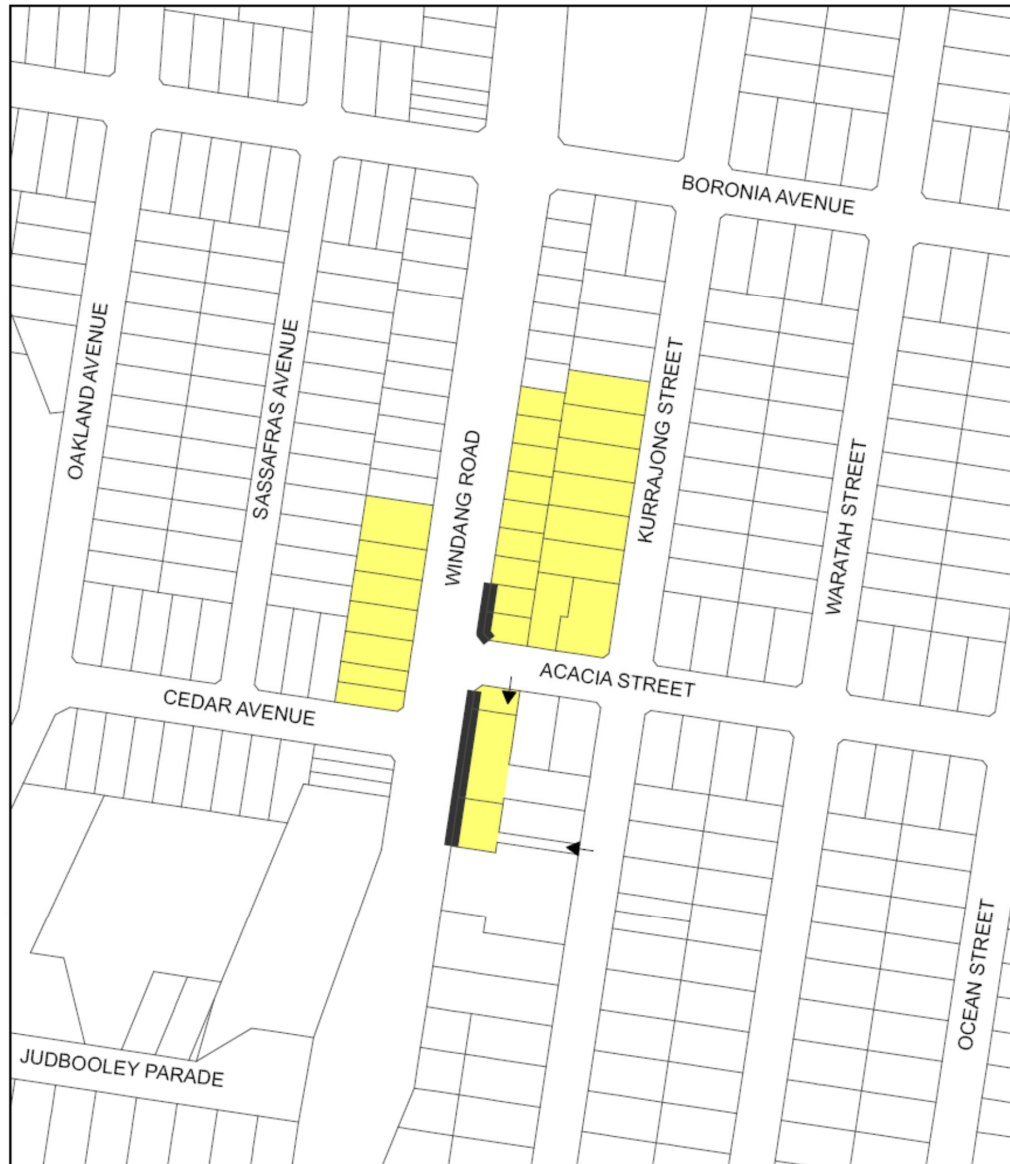 BORONIA AVENUE
OAKLAND AVENUE
SASSAFRAS AVENUE
WINDANG ROAD
KURRAJONG STREET
WARATAH STREET
ACACIA STREET
CEDAR AVENUE
OCEAN STREET
JUDBOOLEY PARADE